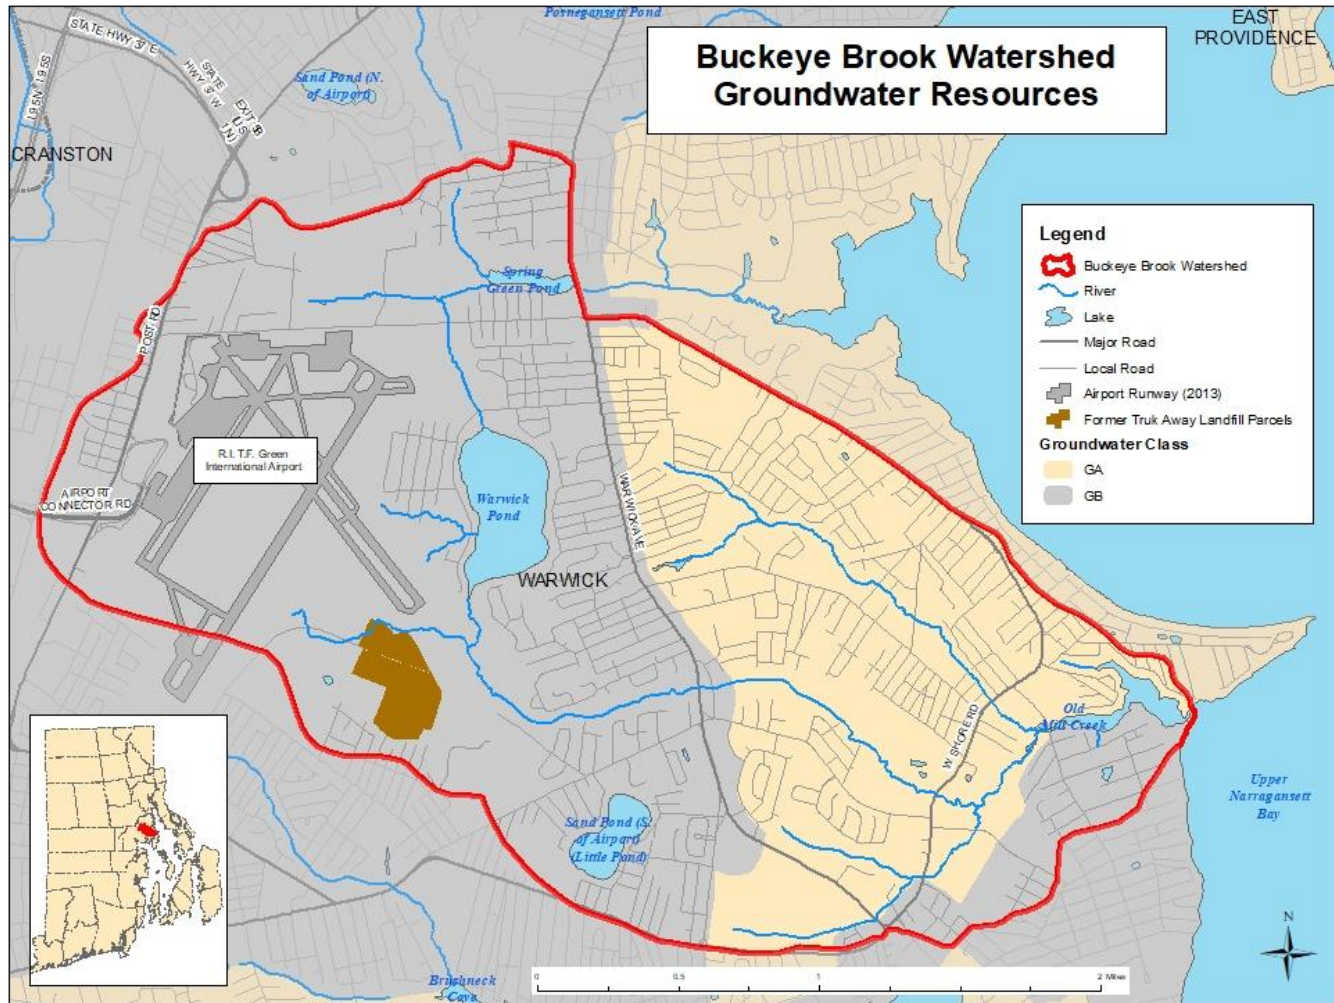 Posnegansett Pond
EAST
PROVIDENCE
Buckeye Brook Watershed
Groundwater Resources
STATE HWY 37 E
STATE
HWY 37 W
EXIT 9B
(US
1N)
I 95N
I 95S
Sand Pond (N.
of Airport)
CRANSTON
Legend
Buckeye Brook Watershed
River
Lake
Major Road
Local Road
Airport Runway (2013)
Former Truk Away Landfill Parcels
Groundwater Class
GA
GB
Spring
Green Pond
POST RD
R.I. T.F. Green
International Airport
AIRPORT
CONNECTOR RD
Warwick
Pond
WARWICK AVE
WARWICK
W SHORE RD
Old
Mill Creek
Upper
Narragansett
Bay
Sand Pond (S.
of Airport)
(Little Pond)
Brushneck
Cove
N
0 0.5 1 2 Miles